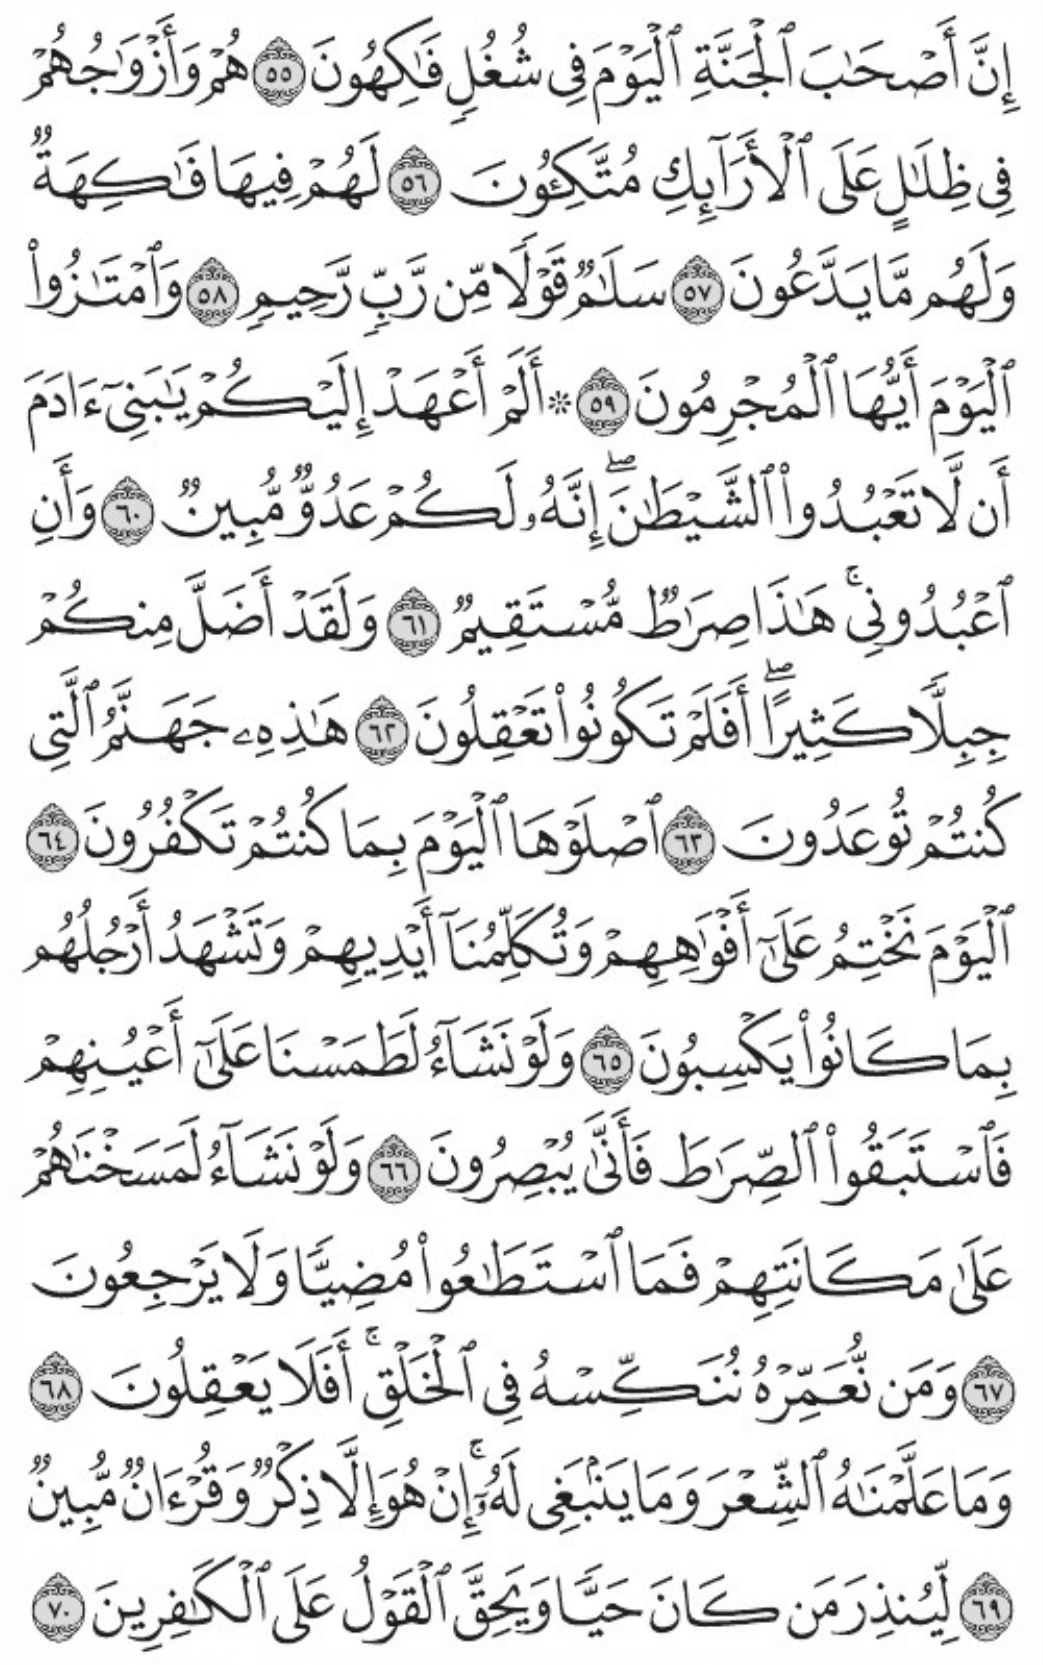 إِنَّ أَصْحَٰبَ ٱلْجَنَّةِ ٱلْيَوْمَ فِى شُغُلٍ فَٰكِهُونَ ٥٥ هُمْ وَأَزْوَٰجُهُمْ
فِى ظِلَٰلٍ عَلَى ٱلْأَرَآئِكِ مُتَّكِـُٔونَ ٥٦ لَهُمْ فِيهَا فَٰكِهَةٌ
وَلَهُم مَّا يَدَّعُونَ ٥٧ سَلَٰمٌ قَوْلًا مِّن رَّبٍّ رَّحِيمٍ ٥٨ وَٱمْتَٰزُوا۟
ٱلْيَوْمَ أَيُّهَا ٱلْمُجْرِمُونَ ٥٩ ۞ أَلَمْ أَعْهَدْ إِلَيْكُمْ يَٰبَنِىٓ ءَادَمَ
أَن لَّا تَعْبُدُوا۟ ٱلشَّيْطَٰنَ ۖ إِنَّهُۥ لَكُمْ عَدُوٌّ مُّبِينٌ ٦٠ وَأَنِ
ٱعْبُدُونِى ۚ هَٰذَا صِرَٰطٌ مُّسْتَقِيمٌ ٦١ وَلَقَدْ أَضَلَّ مِنكُمْ
جِبِلًّا كَثِيرًا ۖ أَفَلَمْ تَكُونُوا۟ تَعْقِلُونَ ٦٢ هَٰذِهِۦ جَهَنَّمُ ٱلَّتِى
كُنتُمْ تُوعَدُونَ ٦٣ ٱصْلَوْهَا ٱلْيَوْمَ بِمَا كُنتُمْ تَكْفُرُونَ ٦٤
ٱلْيَوْمَ نَخْتِمُ عَلَىٰٓ أَفْوَٰهِهِمْ وَتُكَلِّمُنَآ أَيْدِيهِمْ وَتَشْهَدُ أَرْجُلُهُم
بِمَا كَانُوا۟ يَكْسِبُونَ ٦٥ وَلَوْ نَشَآءُ لَطَمَسْنَا عَلَىٰٓ أَعْيُنِهِمْ
فَٱسْتَبَقُوا۟ ٱلصِّرَٰطَ فَأَنَّىٰ يُبْصِرُونَ ٦٦ وَلَوْ نَشَآءُ لَمَسَخْنَٰهُمْ
عَلَىٰ مَكَانَتِهِمْ فَمَا ٱسْتَطَٰعُوا۟ مُضِيًّا وَلَا يَرْجِعُونَ
٦٧ وَمَن نُّعَمِّرْهُ نُنَكِّسْهُ فِى ٱلْخَلْقِ ۚ أَفَلَا يَعْقِلُونَ ٦٨
وَمَا عَلَّمْنَٰهُ ٱلشِّعْرَ وَمَا يَنۢبَغِى لَهُۥٓ ۚ إِنْ هُوَ إِلَّا ذِكْرٌ وَقُرْءَانٌ مُّبِينٌ
٦٩ لِّيُنذِرَ مَن كَانَ حَيًّا وَيَحِقَّ ٱلْقَوْلُ عَلَى ٱلْكَٰفِرِينَ ٧٠